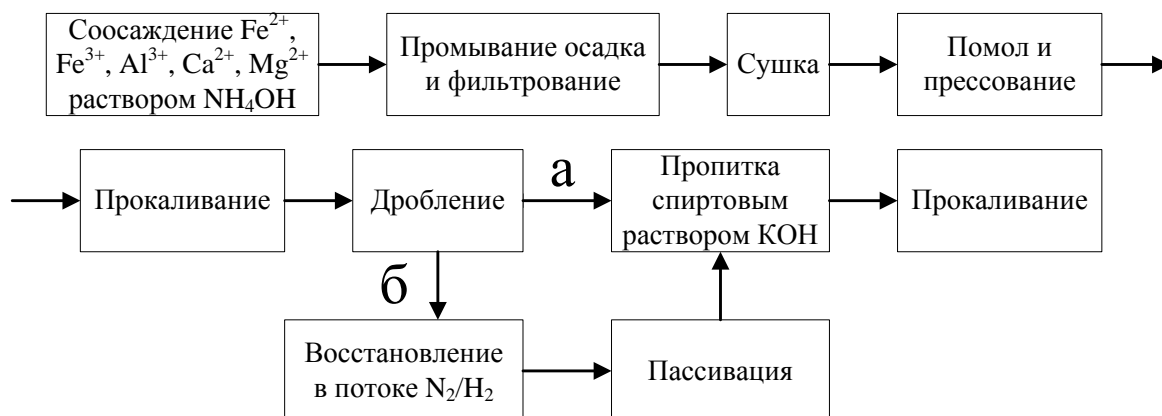 Соосаждение Fe²⁺,
Fe³⁺, Al³⁺, Ca²⁺, Mg²⁺
раствором NH₄OH
Промывание осадка
и фильтрование
Сушка
Помол и
прессование
Прокаливание
Дробление
а
Пропитка
спиртовым
раствором КОН
Прокаливание
б
Восстановление
в потоке N₂/H₂
Пассивация